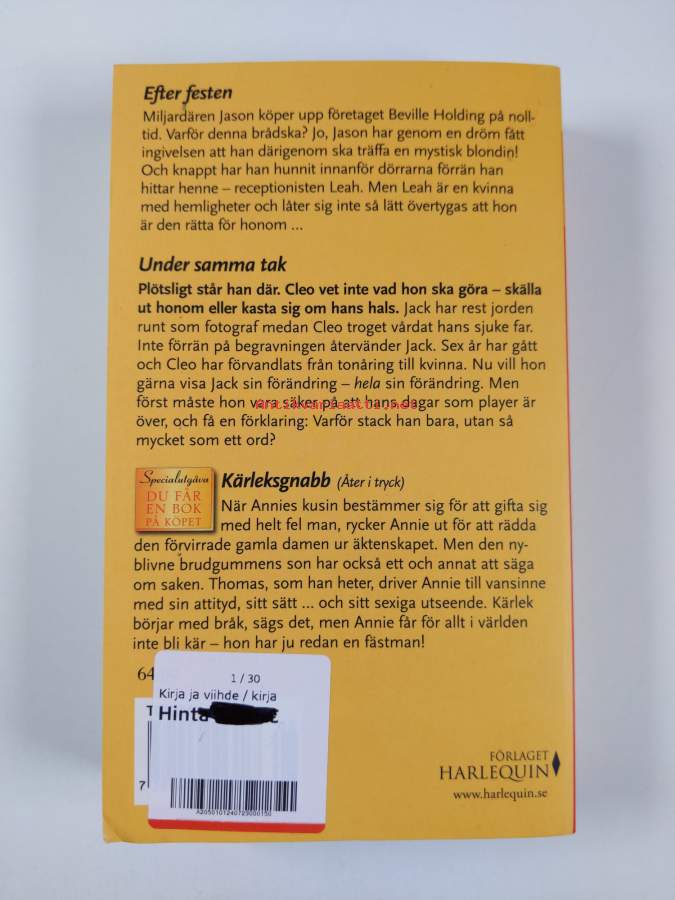 Efter festen
Miljardären Jason köper upp företaget Beville Holding på noll-
tid. Varför denna brådska? Jo, Jason har genom en dröm fått
ingivelsen att han därigenom ska träffa en mystisk blondin!
Och knappt har han hunnit innanför dörrarna förrän han
hittar henne – receptionisten Leah. Men Leah är en kvinna
med hemligheter och låter sig inte så lätt övertygas att hon
är den rätta för honom ...
Under samma tak
Plötsligt står han där. Cleo vet inte vad hon ska göra – skälla
ut honom eller kasta sig om hans hals. Jack har rest jorden
runt som fotograf medan Cleo troget vårdat hans sjuke far.
Inte förrän på begravningen återvänder Jack. Sex år har gått
och Cleo har förvandlats från tonåring till kvinna. Nu vill hon
gärna visa Jack sin förändring – hela sin förändring. Men
först måste hon vara säker på att hans dagar som player är
över, och få en förklaring: Varför stack han bara, utan så
mycket som ett ord?
Specialutgåva
DU FÅR
EN BOK
PÅ KÖPET
Kärleksgnabb (Åter i tryck)
När Annies kusin bestämmer sig för att gifta sig
med helt fel man, rycker Annie ut för att rädda
den förvirrade gamla damen ur äktenskapet. Men den ny-
blivne brudgummens son har också ett och annat att säga
om saken. Thomas, som han heter, driver Annie till vansinne
med sin attityd, sitt sätt ... och sitt sexiga utseende. Kärlek
börjar med bråk, sägs det, men Annie får för allt i världen
inte bli kär – hon har ju redan en fästman!
64
1 / 30
Kirja ja viihde / kirja
Hinta
7
A2050101240723000150
FÖRLAGET
HARLEQUIN
www.harlequin.se